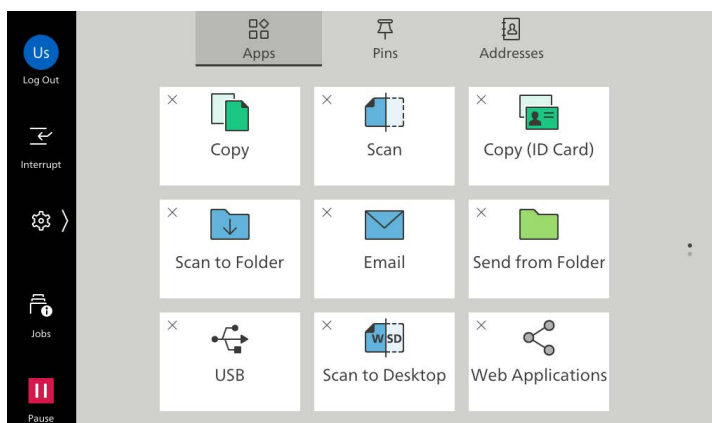 Us
Log Out
Interrupt
Jobs
Pause
Apps
Pins
Addresses
Copy
Scan
Copy (ID Card)
Scan to Folder
Email
Send from Folder
USB
W SD
Scan to Desktop
Web Applications